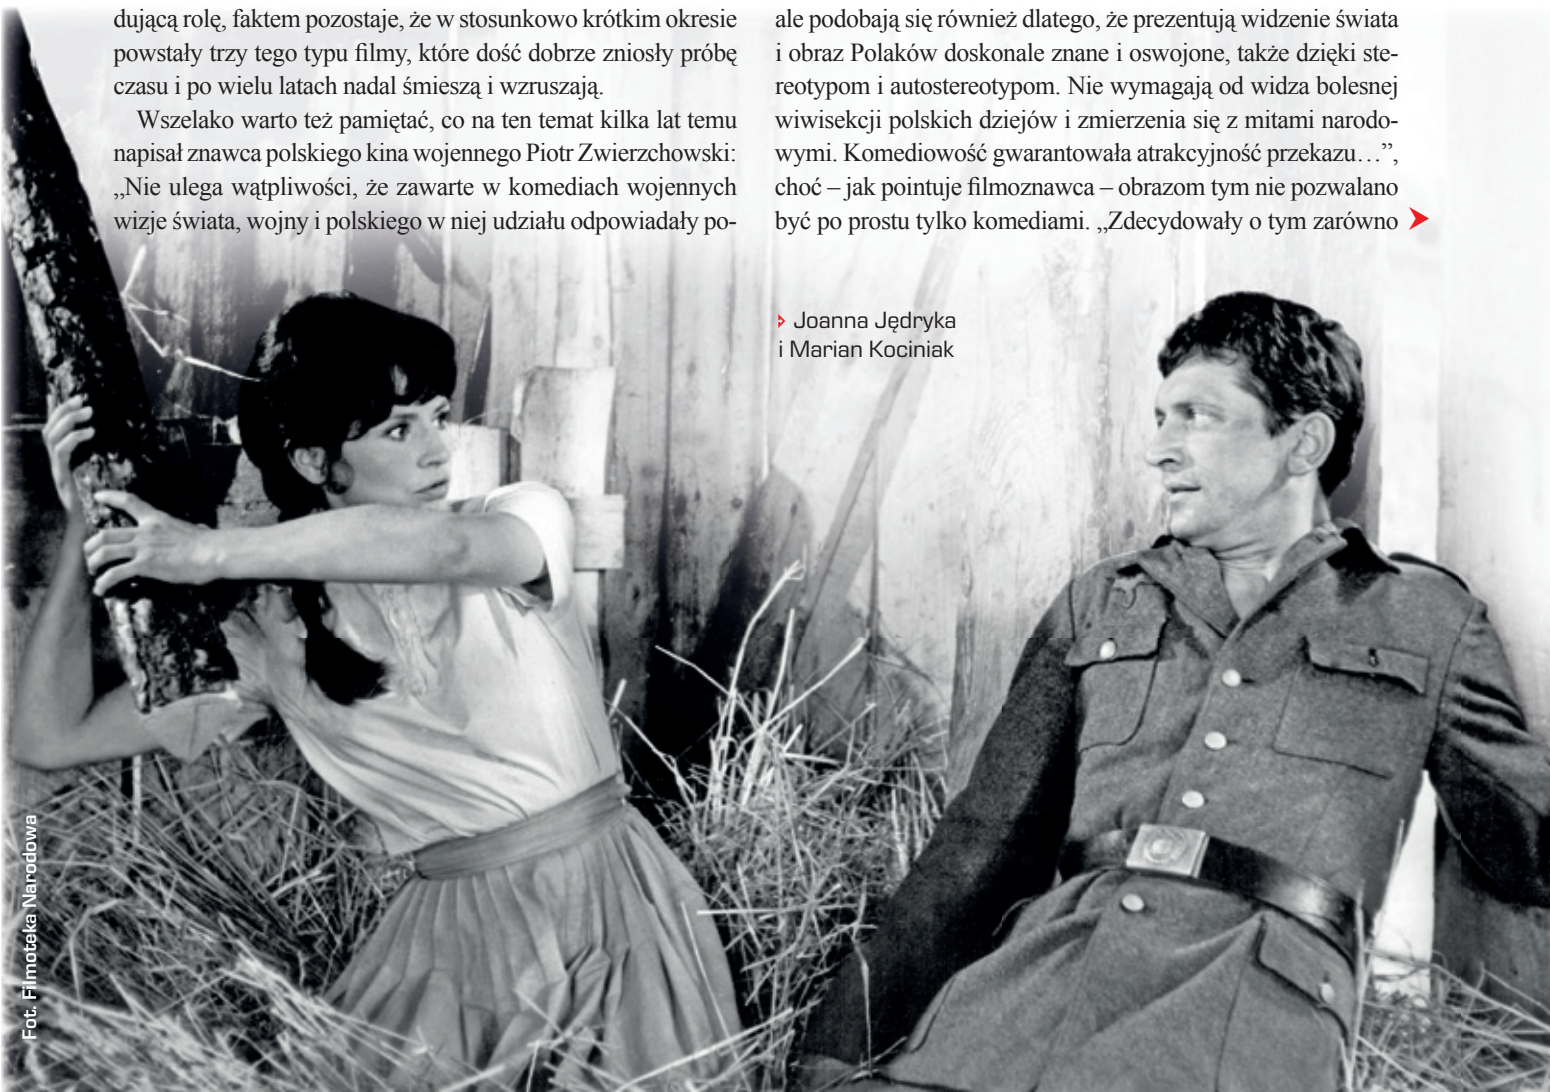 dującą rolę, faktem pozostaje, że w stosunkowo krótkim okresie
powstały trzy tego typu filmy, które dość dobrze zniosły próbę
czasu i po wielu latach nadal śmieszą i wzruszają.
Wszelako warto też pamiętać, co na ten temat kilka lat temu
napisał znawca polskiego kina wojennego Piotr Zwierzchowski:
„Nie ulega wątpliwości, że zawarte w komediach wojennych
wizje świata, wojny i polskiego w niej udziału odpowiadały po-
ale podobają się również dlatego, że prezentują widzenie świata
i obraz Polaków doskonale znane i oswojone, także dzięki ste-
reotypom i autostereotypom. Nie wymagają od widza bolesnej
wiwisekcji polskich dziejów i zmierzenia się z mitami narodo-
wymi. Komediowość gwarantowała atrakcyjność przekazu…”,
choć – jak pointuje filmoznawca – obrazom tym nie pozwalano
być po prostu tylko komediami. „Zdecydowały o tym zarówno
Joanna Jędryka
i Marian Kociniak
Fot. Filmoteka Narodowa